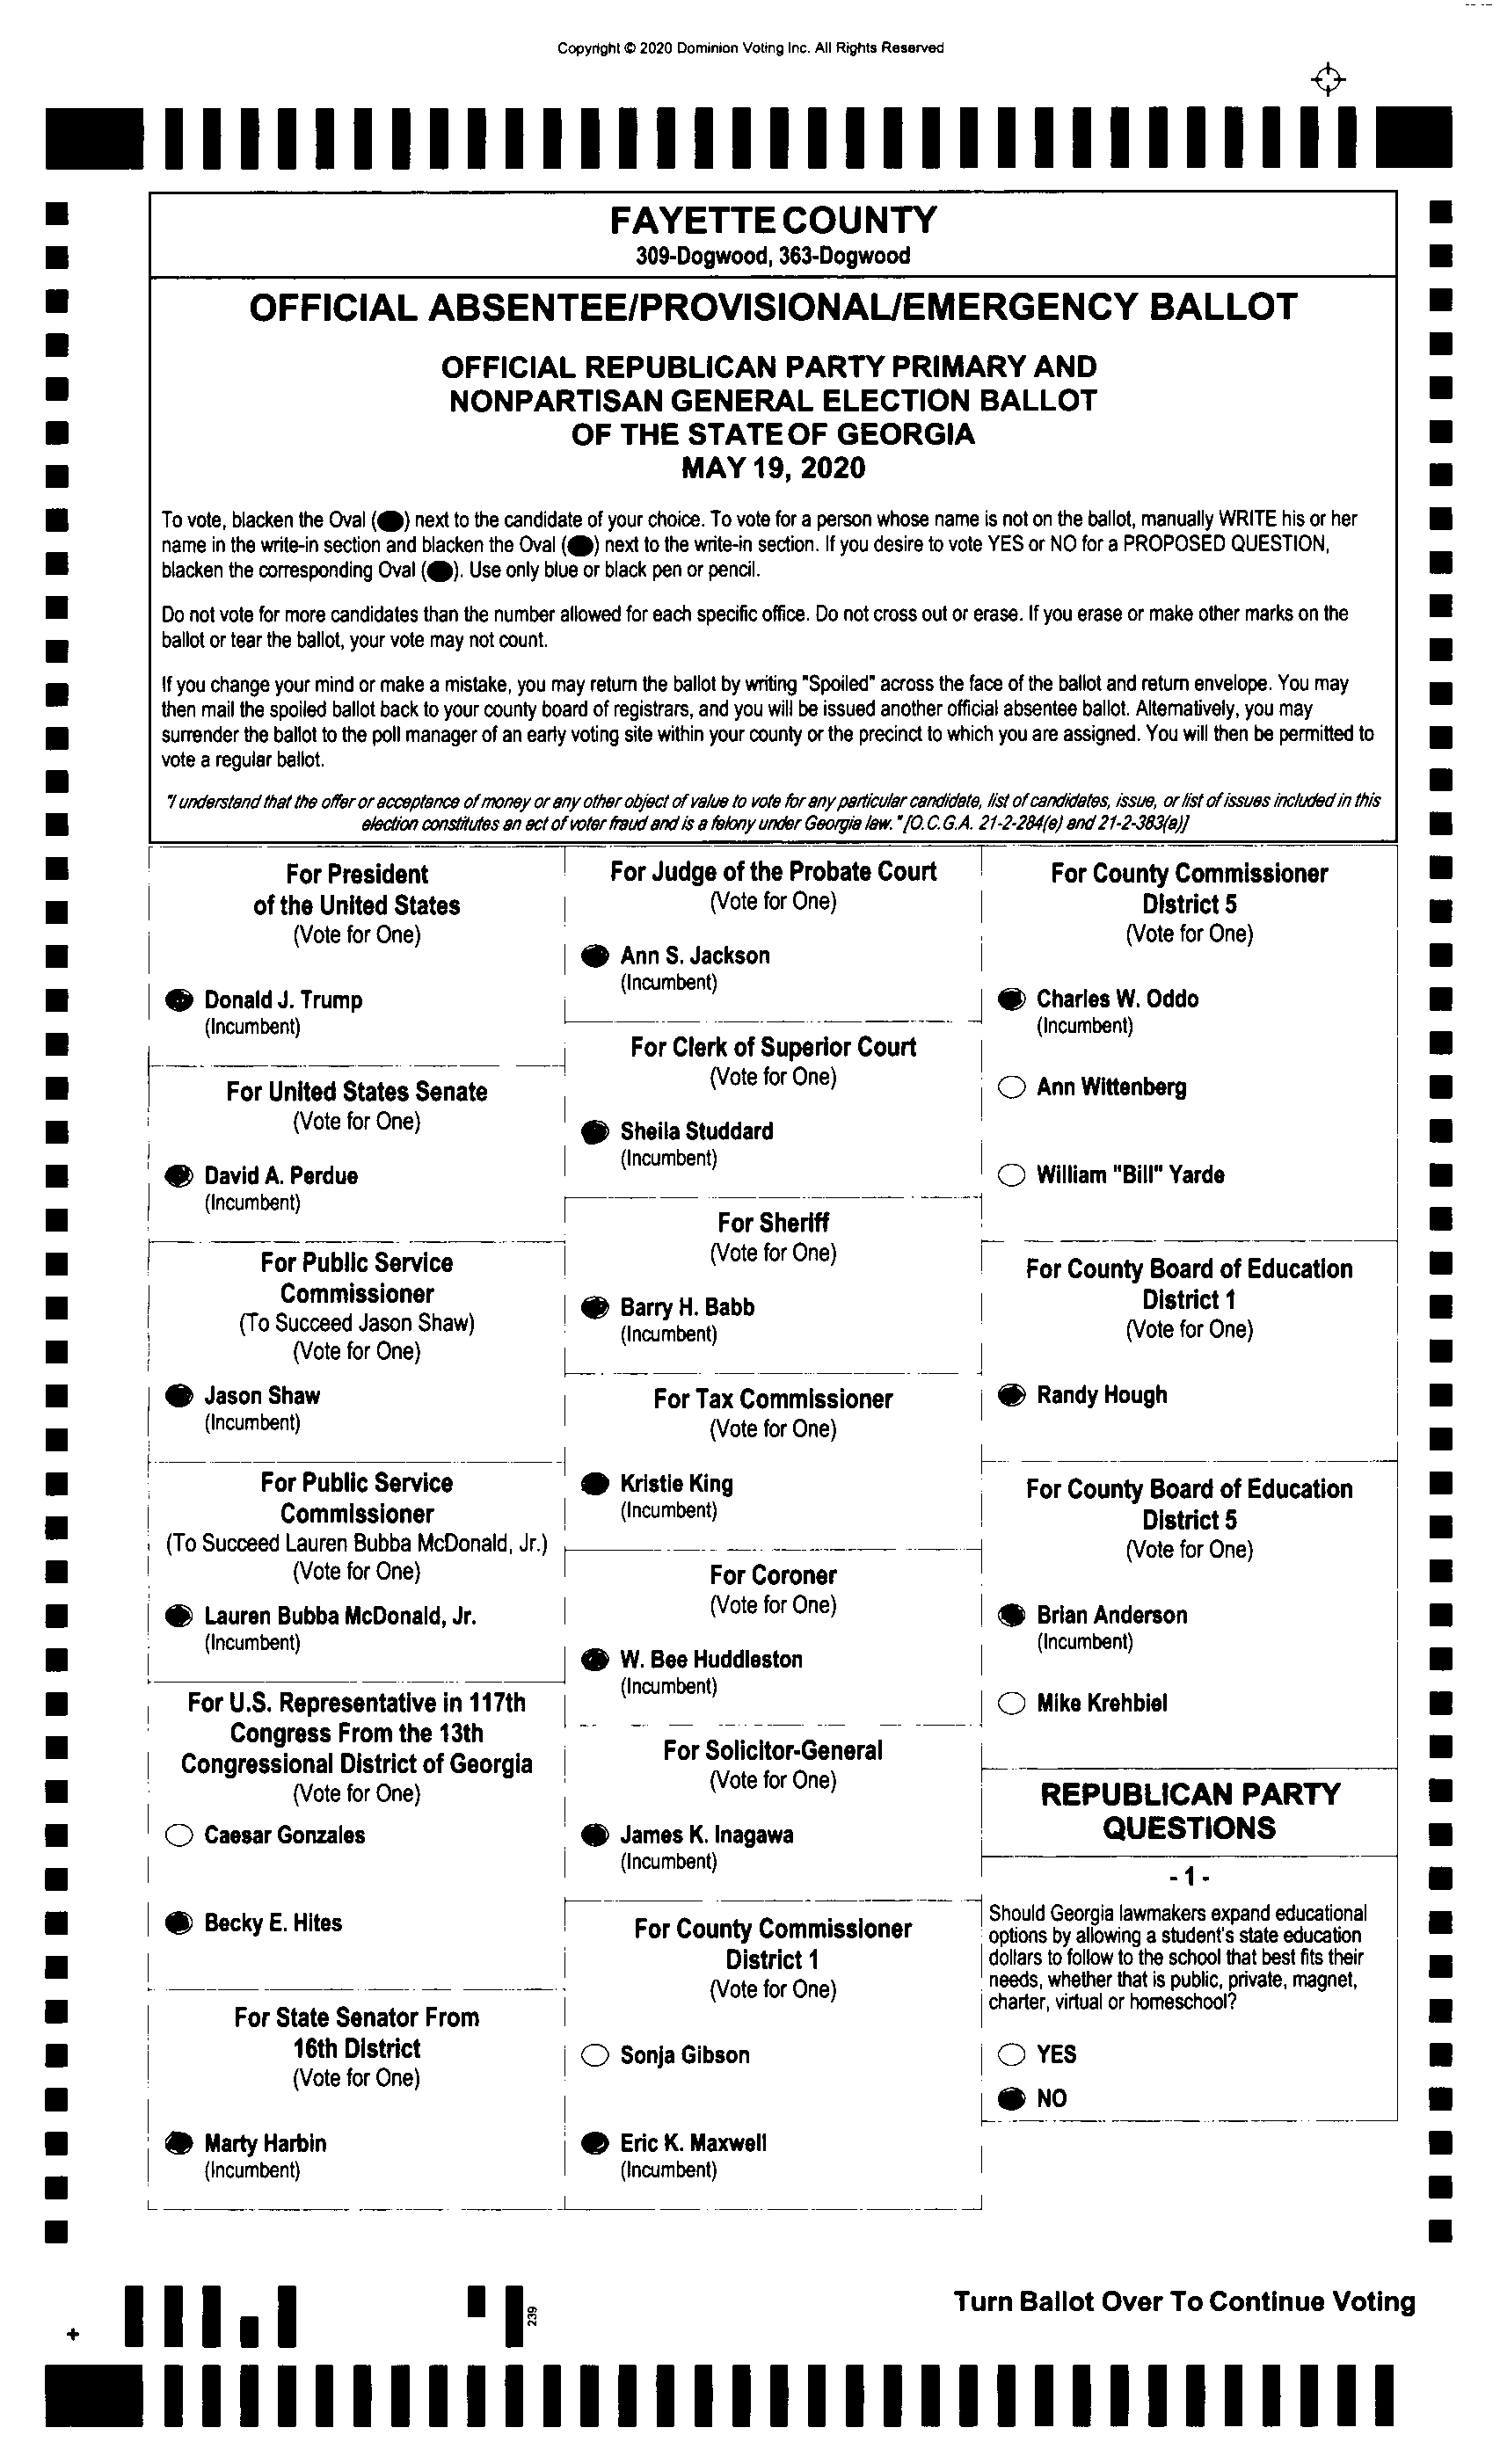 Copyright © 2020 Dominion Voting Inc. All Rights Reserved
FAYETTE COUNTY
309-Dogwood, 363-Dogwood
OFFICIAL ABSENTEE/PROVISIONAL/EMERGENCY BALLOT
OFFICIAL REPUBLICAN PARTY PRIMARY AND
NONPARTISAN GENERAL ELECTION BALLOT
OF THE STATE OF GEORGIA
MAY 19, 2020
To vote, blacken the Oval ( ) next to the candidate of your choice. To vote for a person whose name is not on the ballot, manually WRITE his or her
name in the write-in section and blacken the Oval ( ) next to the write-in section. If you desire to vote YES or NO for a PROPOSED QUESTION,
blacken the corresponding Oval ( ). Use only blue or black pen or pencil.
Do not vote for more candidates than the number allowed for each specific office. Do not cross out or erase. If you erase or make other marks on the
ballot or tear the ballot, your vote may not count.
If you change your mind or make a mistake, you may return the ballot by writing "Spoiled" across the face of the ballot and return envelope. You may
then mail the spoiled ballot back to your county board of registrars, and you will be issued another official absentee ballot. Alternatively, you may
surrender the ballot to the poll manager of an early voting site within your county or the precinct to which you are assigned. You will then be permitted to
vote a regular ballot.
"I understand that the offer or acceptance of money or any other object of value to vote for any particular candidate, list of candidates, issue, or list of issues included in this
election constitutes an act of voter fraud and is a felony under Georgia law." [O.C.G.A. 21-2-284(e) and 21-2-383(a)]
For President
of the United States
(Vote for One)
Donald J. Trump
(Incumbent)
For United States Senate
(Vote for One)
David A. Perdue
(Incumbent)
For Public Service
Commissioner
(To Succeed Jason Shaw)
(Vote for One)
Jason Shaw
(Incumbent)
For Public Service
Commissioner
(To Succeed Lauren Bubba McDonald, Jr.)
(Vote for One)
Lauren Bubba McDonald, Jr.
(Incumbent)
For U.S. Representative in 117th
Congress From the 13th
Congressional District of Georgia
(Vote for One)
Caesar Gonzales
Becky E. Hites
For State Senator From
16th District
(Vote for One)
Marty Harbin
(Incumbent)
For Judge of the Probate Court
(Vote for One)
Ann S. Jackson
(Incumbent)
For Clerk of Superior Court
(Vote for One)
Sheila Studdard
(Incumbent)
For Sheriff
(Vote for One)
Barry H. Babb
(Incumbent)
For Tax Commissioner
(Vote for One)
Kristie King
(Incumbent)
For Coroner
(Vote for One)
W. Bee Huddleston
(Incumbent)
For Solicitor-General
(Vote for One)
James K. Inagawa
(Incumbent)
For County Commissioner
District 1
(Vote for One)
Sonja Gibson
Eric K. Maxwell
(Incumbent)
For County Commissioner
District 5
(Vote for One)
Charles W. Oddo
(Incumbent)
Ann Wittenberg
William "Bill" Yarde
For County Board of Education
District 1
(Vote for One)
Randy Hough
For County Board of Education
District 5
(Vote for One)
Brian Anderson
(Incumbent)
Mike Krehbiel
REPUBLICAN PARTY
QUESTIONS
- 1 -
Should Georgia lawmakers expand educational
options by allowing a student's state education
dollars to follow to the school that best fits their
needs, whether that is public, private, magnet,
charter, virtual or homeschool?
YES
NO
Turn Ballot Over To Continue Voting
239